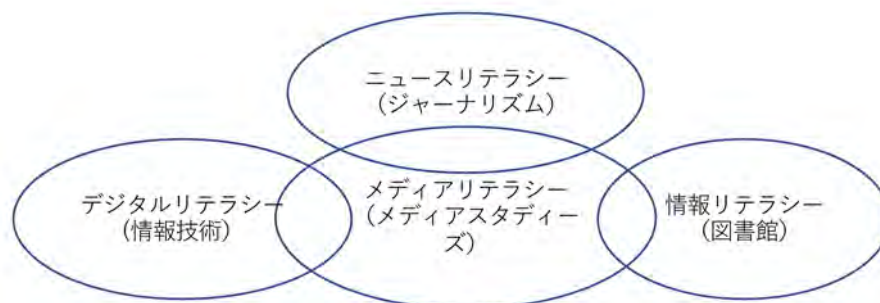 ニュースリテラシー
(ジャーナリズム)
デジタルリテラシー
(情報技術)
メディアリテラシー
(メディアスタディー
ズ)
情報リテラシー
(図書館)